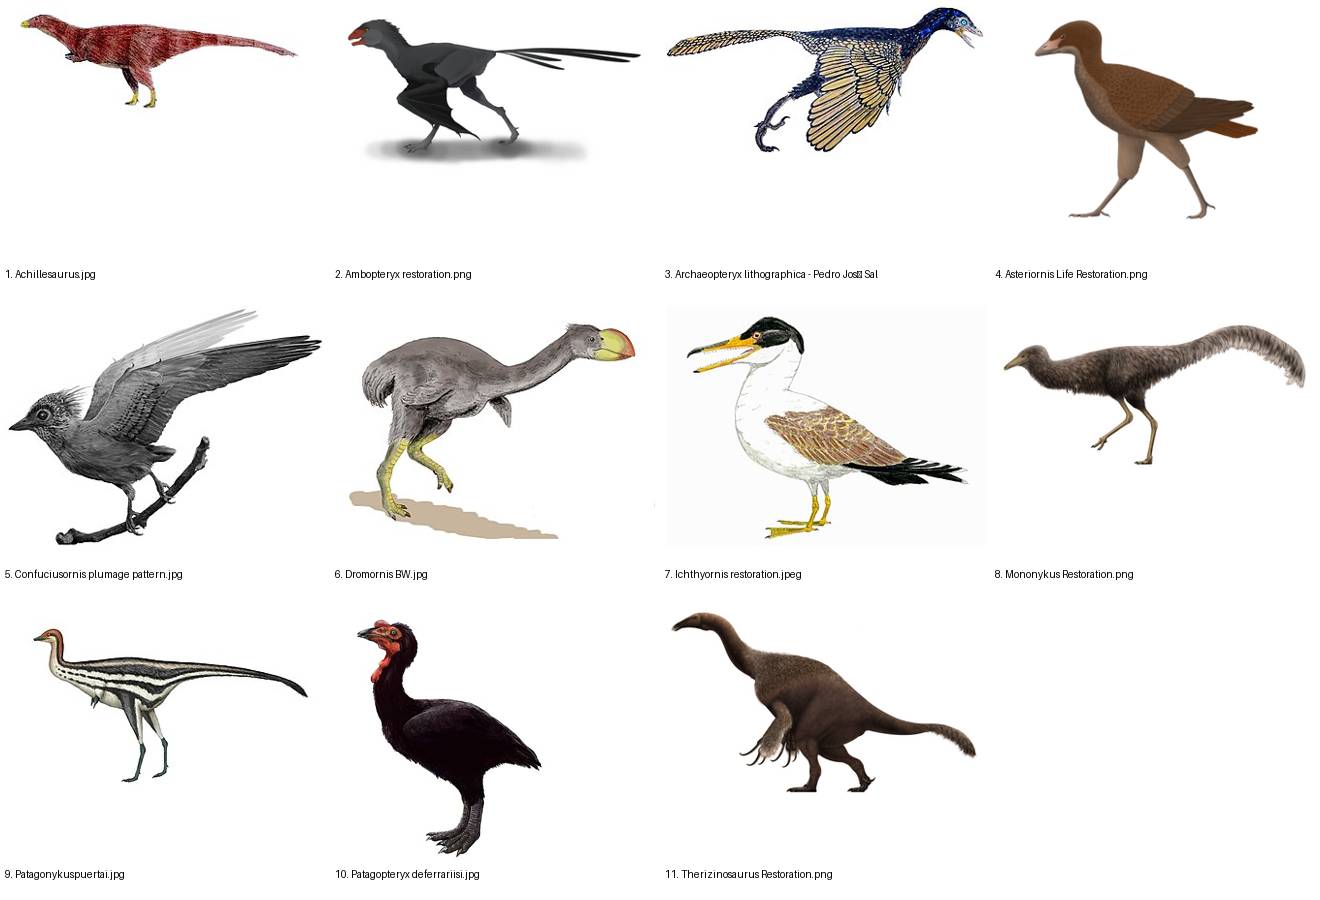 1. Achillesaurus.jpg
2. Ambopteryx restoration.png
3. Archaeopteryx lithographica - Pedro Jos▯ Sal
4. Asteriornis Life Restoration.png
5. Confuciusornis plumage pattern.jpg
6. Dromornis BW.jpg
7. Ichthyornis restoration.jpeg
8. Mononykus Restoration.png
9. Patagonykuspuertai.jpg
10. Patagopteryx deferrariisi.jpg
11. Therizinosaurus Restoration.png